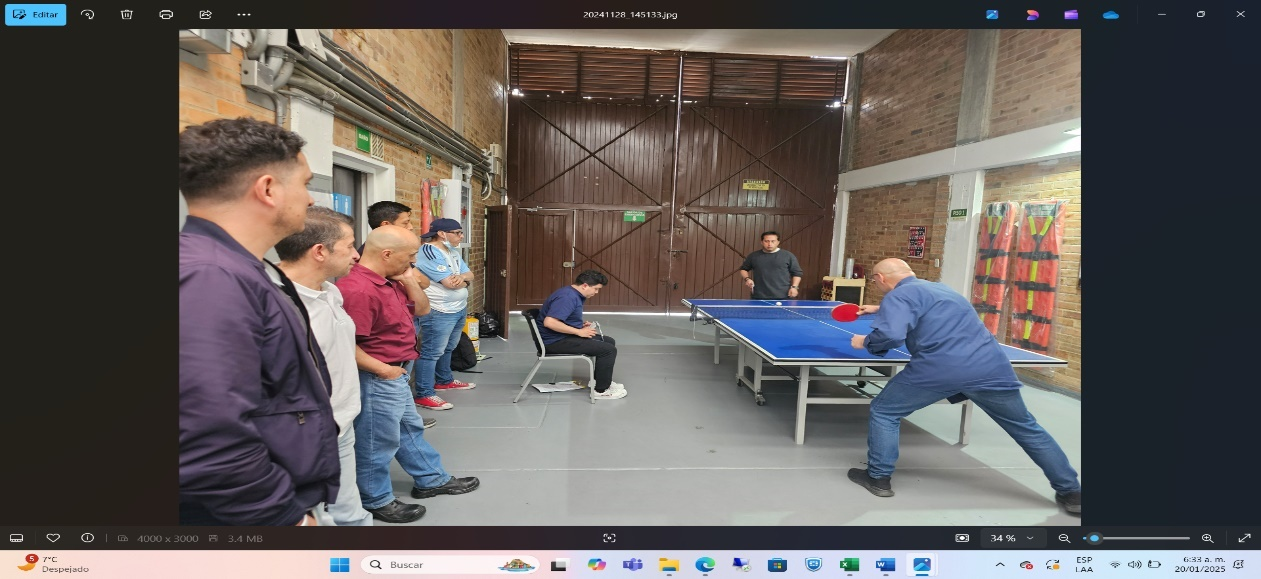 Editar
20241128_145133.jpg
4000 x 3000
3.4 MB
34 %
5
7°C
Despejado
Buscar
ESP
LAA
6:33 a. m.
20/01/2025